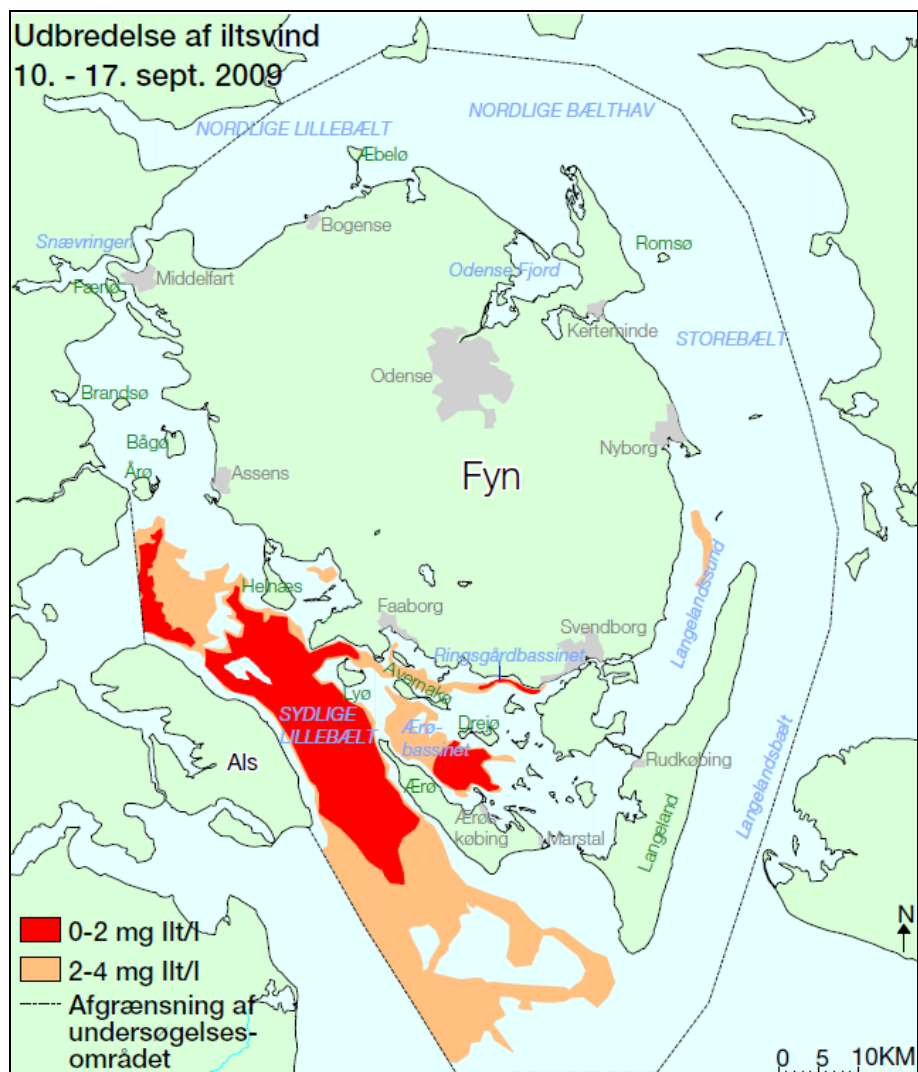 Udbredelse af iltsvind
10. - 17. sept. 2009
NORDLIGE BÆLTHAV
NORDLIGE LILLEBÆLT
Æbelø
Bogense
Snævringen
Romsø
Odense Fjord
Middelfart
Fænø
Kerteminde
STOREBÆLT
Odense
Brandsø
Bågø
Nyborg
Årø
Assens
Fyn
Helnæs
Langelandssund
Faaborg
Svendborg
Ringsgårdbassinet
Avernakø
Lyø
SYDLIGE
LILLEBÆLT
Drejø
Ærø-
bassinet
Als
Rudkøbing
Ærø
Langelandsbælt
Ærøs
købing
Marstal
Langeland
N
0-2 mg Ilt/l
2-4 mg Ilt/l
Afgrænsning af
undersøgelses-
området
0 5 10KM